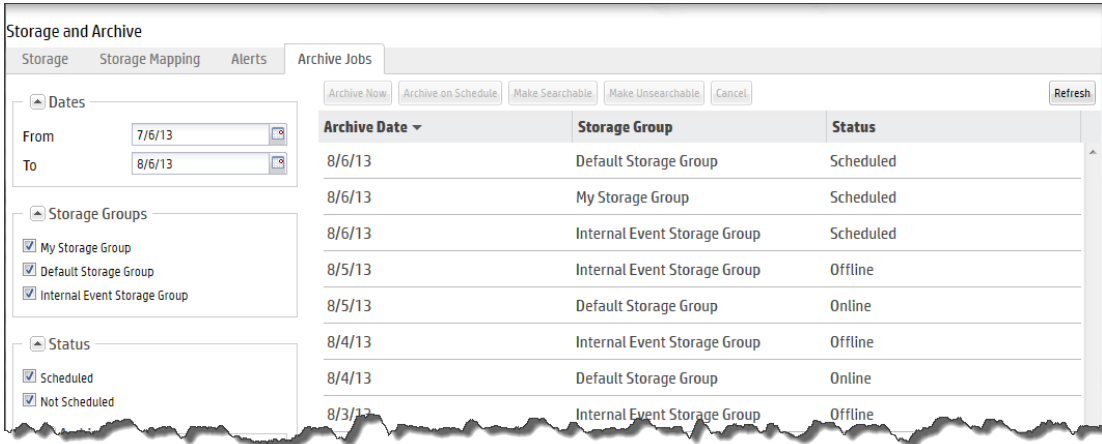 Storage and Archive
Storage Storage Mapping Alerts Archive Jobs
Dates
From 7/6/13
To 8/6/13
Storage Groups
My Storage Group
Default Storage Group
Internal Event Storage Group
Status
Scheduled
Not Scheduled
Archive Now Archive on Schedule Make Searchable Make Unsearchable Cancel Refresh
Archive Date Storage Group Status
8/6/13 Default Storage Group Scheduled
8/6/13 My Storage Group Scheduled
8/6/13 Internal Event Storage Group Scheduled
8/5/13 Internal Event Storage Group Offline
8/5/13 Default Storage Group Online
8/4/13 Internal Event Storage Group Offline
8/4/13 Default Storage Group Online
8/3/13 Internal Event Storage Group Offline